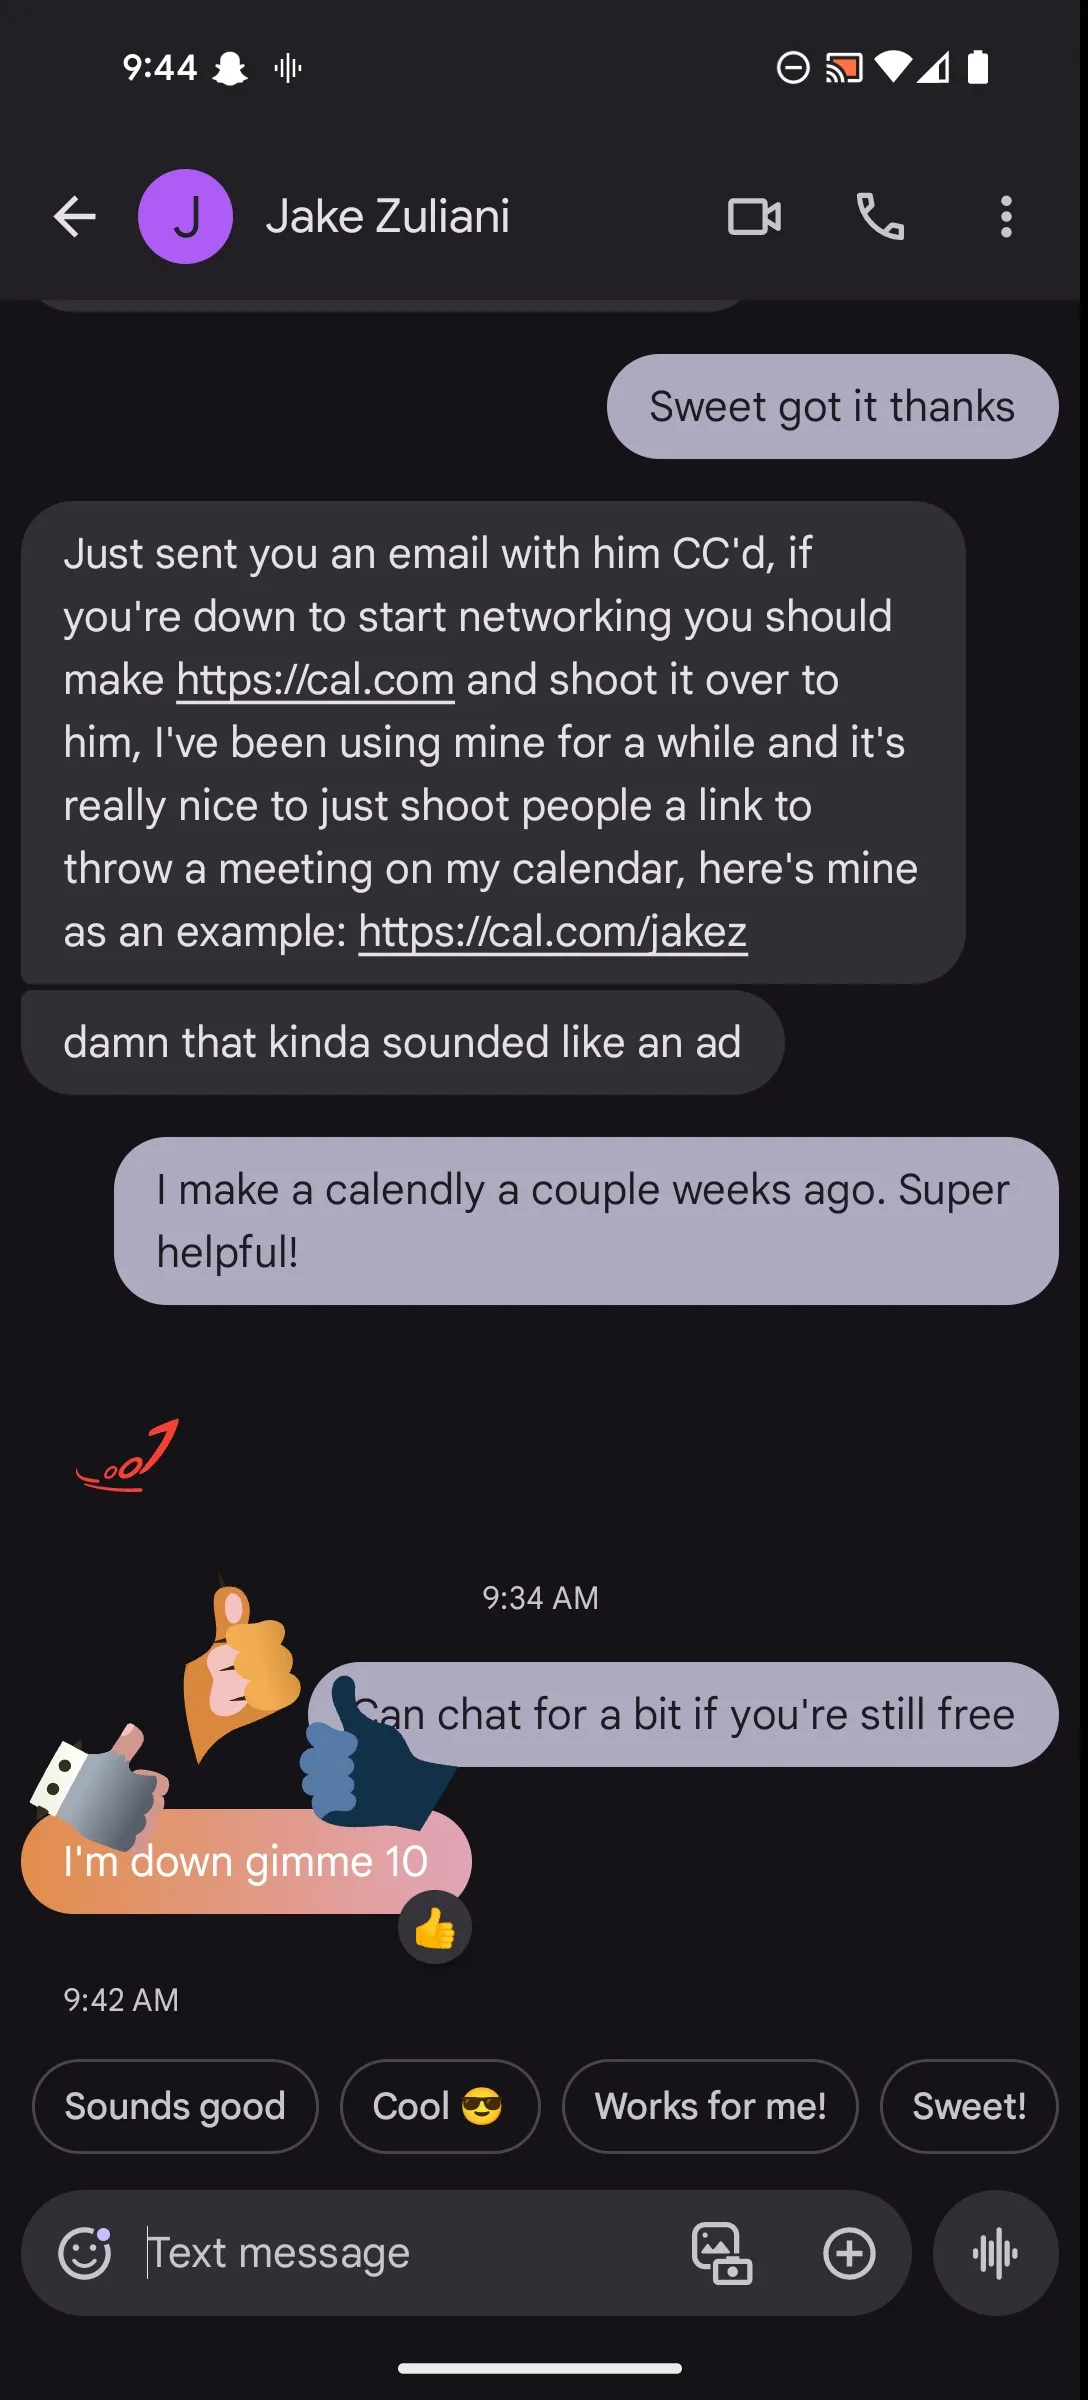 9:44
J
Jake Zuliani
Sweet got it thanks
Just sent you an email with him CC'd, if
you're down to start networking you should
make https://cal.com and shoot it over to
him, I've been using mine for a while and it's
really nice to just shoot people a link to
throw a meeting on my calendar, here's mine
as an example: https://cal.com/jakez
damn that kinda sounded like an ad
I make a calendly a couple weeks ago. Super
helpful!
9:34 AM
Can chat for a bit if you're still free
I'm down gimme 10
👍
9:42 AM
Sounds good
Cool 😎
Works for me!
Sweet!
Text message